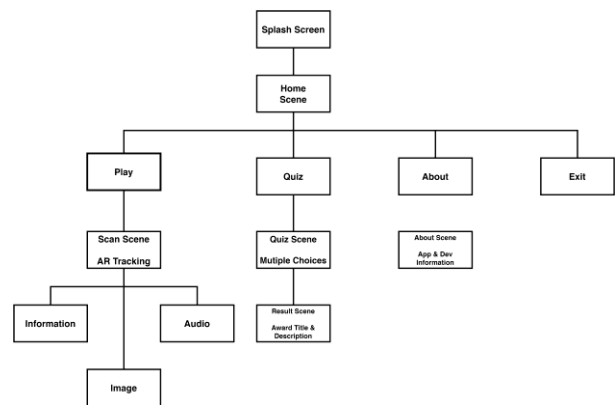 Splash Screen
Home
Scene
Play
Quiz
About
Exit
Scan Scene
AR Tracking
Quiz Scene
Mutiple Choices
About Scene
App & Dev
Information
Information
Audio
Result Scene
Award Title &
Description
Image